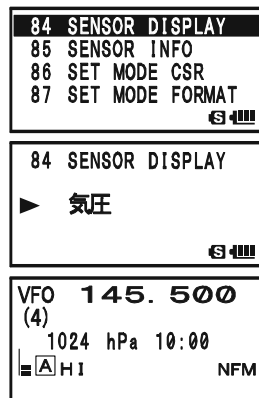 84 SENSOR DISPLAY
85 SENSOR INFO
86 SET MODE CSR
87 SET MODE FORMAT
S
84 SENSOR DISPLAY
▶ 気圧
S
VFO 145.500
(4)
1024 hPa 10:00
A HI NFM